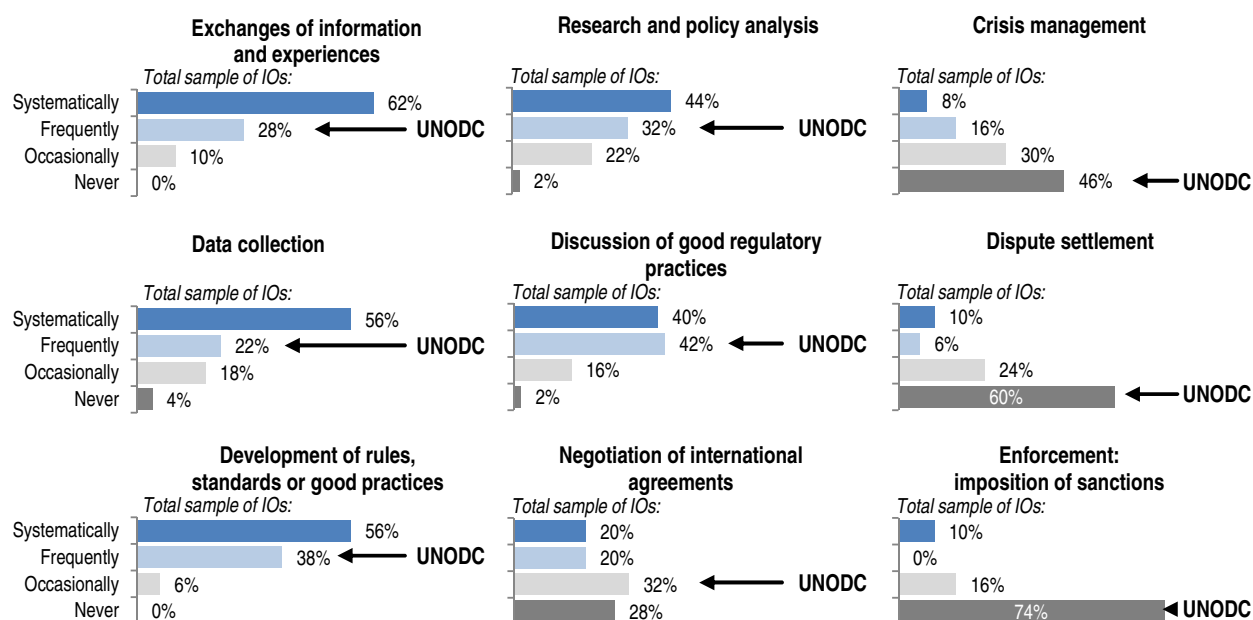 Exchanges of information
and experiences
Total sample of IOs:
Systematically 62%
Frequently 28% UNODC
Occasionally 10%
Never 0%
Research and policy analysis
Total sample of IOs:
44%
32% UNODC
22%
2%
Crisis management
Total sample of IOs:
8%
16%
30%
46% UNODC
Data collection
Total sample of IOs:
Systematically 56%
Frequently 22% UNODC
Occasionally 18%
Never 4%
Discussion of good regulatory
practices
Total sample of IOs:
40%
42% UNODC
16%
2%
Dispute settlement
Total sample of IOs:
10%
6%
24%
60% UNODC
Development of rules,
standards or good practices
Total sample of IOs:
Systematically 56%
Frequently 38% UNODC
Occasionally 6%
Never 0%
Negotiation of international
agreements
Total sample of IOs:
20%
20%
32% UNODC
28%
Enforcement:
imposition of sanctions
Total sample of IOs:
10%
0%
16%
74% UNODC